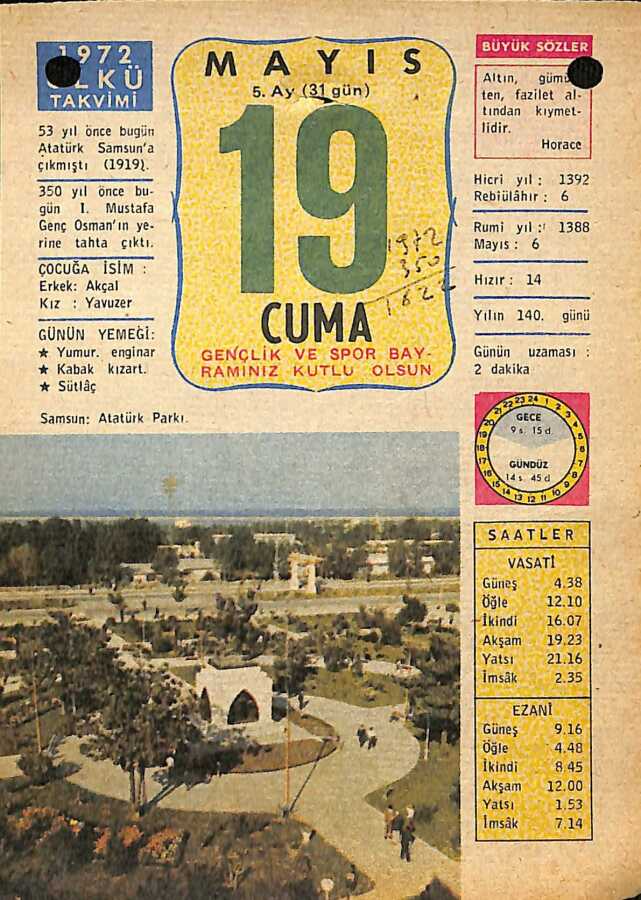 1972
ÜLKÜ
TAKVİMİ
53 yıl önce bugün
Atatürk Samsun'a
çıkmıştı (1919).
350 yıl önce bu-
gün I. Mustafa
Genç Osman'ın ye-
rine tahta çıktı.
ÇOCUĞA İSİM :
Erkek: Akçal
Kız : Yavuzer
GÜNÜN YEMEĞİ:
★ Yumur. enginar
★ Kabak kızart.
★ Sütlâç
MAYIS
5. Ay (31 gün)
19
1972
350
1622
CUMA
GENÇLİK VE SPOR BAY-
RAMINIZ KUTLU OLSUN
BÜYÜK SÖZLER
Altın, gümüş
ten, fazilet al-
tından kıymet-
lidir.
Horace
Hicri yıl : 1392
Rebiülâhır : 6
Rumi yıl : 1388
Mayıs : 6
Hızır : 14
Yılın 140. günü
Günün uzaması :
2 dakika
Samsun: Atatürk Parkı.
GECE
9 s. 15 d.
GÜNDÜZ
14 s. 45 d
SAATLER
VASATİ
Güneş 4.38
Öğle 12.10
İkindi 16.07
Akşam 19.23
Yatsı 21.16
İmsâk 2.35
EZANİ
Güneş 9.16
Öğle 4.48
İkindi 8.45
Akşam 12.00
Yatsı 1.53
İmsâk 7.14